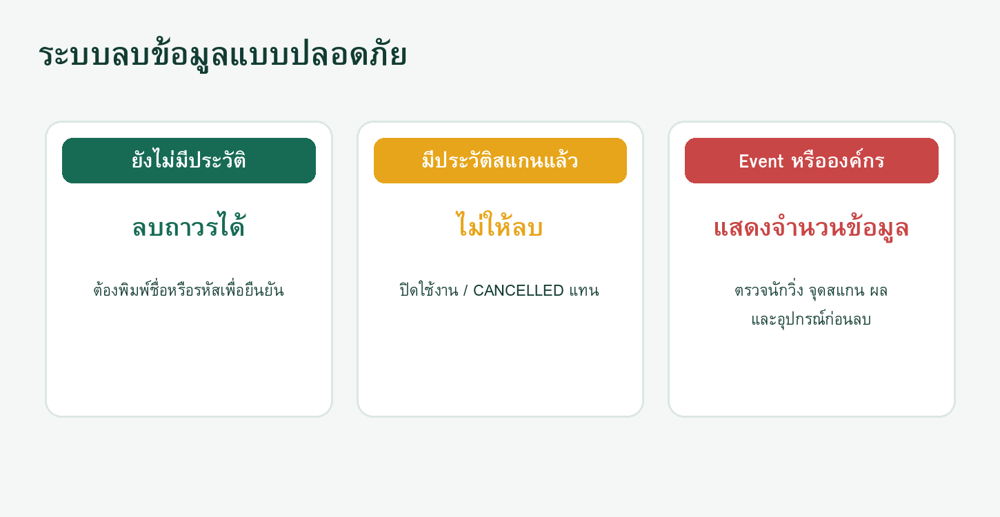 ระบบลบข้อมูลแบบปลอดภัย
ยังไม่มีประวัติ
ลบถาวรได้
ต้องพิมพ์ชื่อหรือรหัสเพื่อยืนยัน
มีประวัติสแกนแล้ว
ไม่ให้ลบ
ปิดใช้งาน / CANCELLED แทน
Event หรือองค์กร
แสดงจำนวนข้อมูล
ตรวจนักวิ่ง จุดสแกน ผล
และอุปกรณ์ก่อนลบ